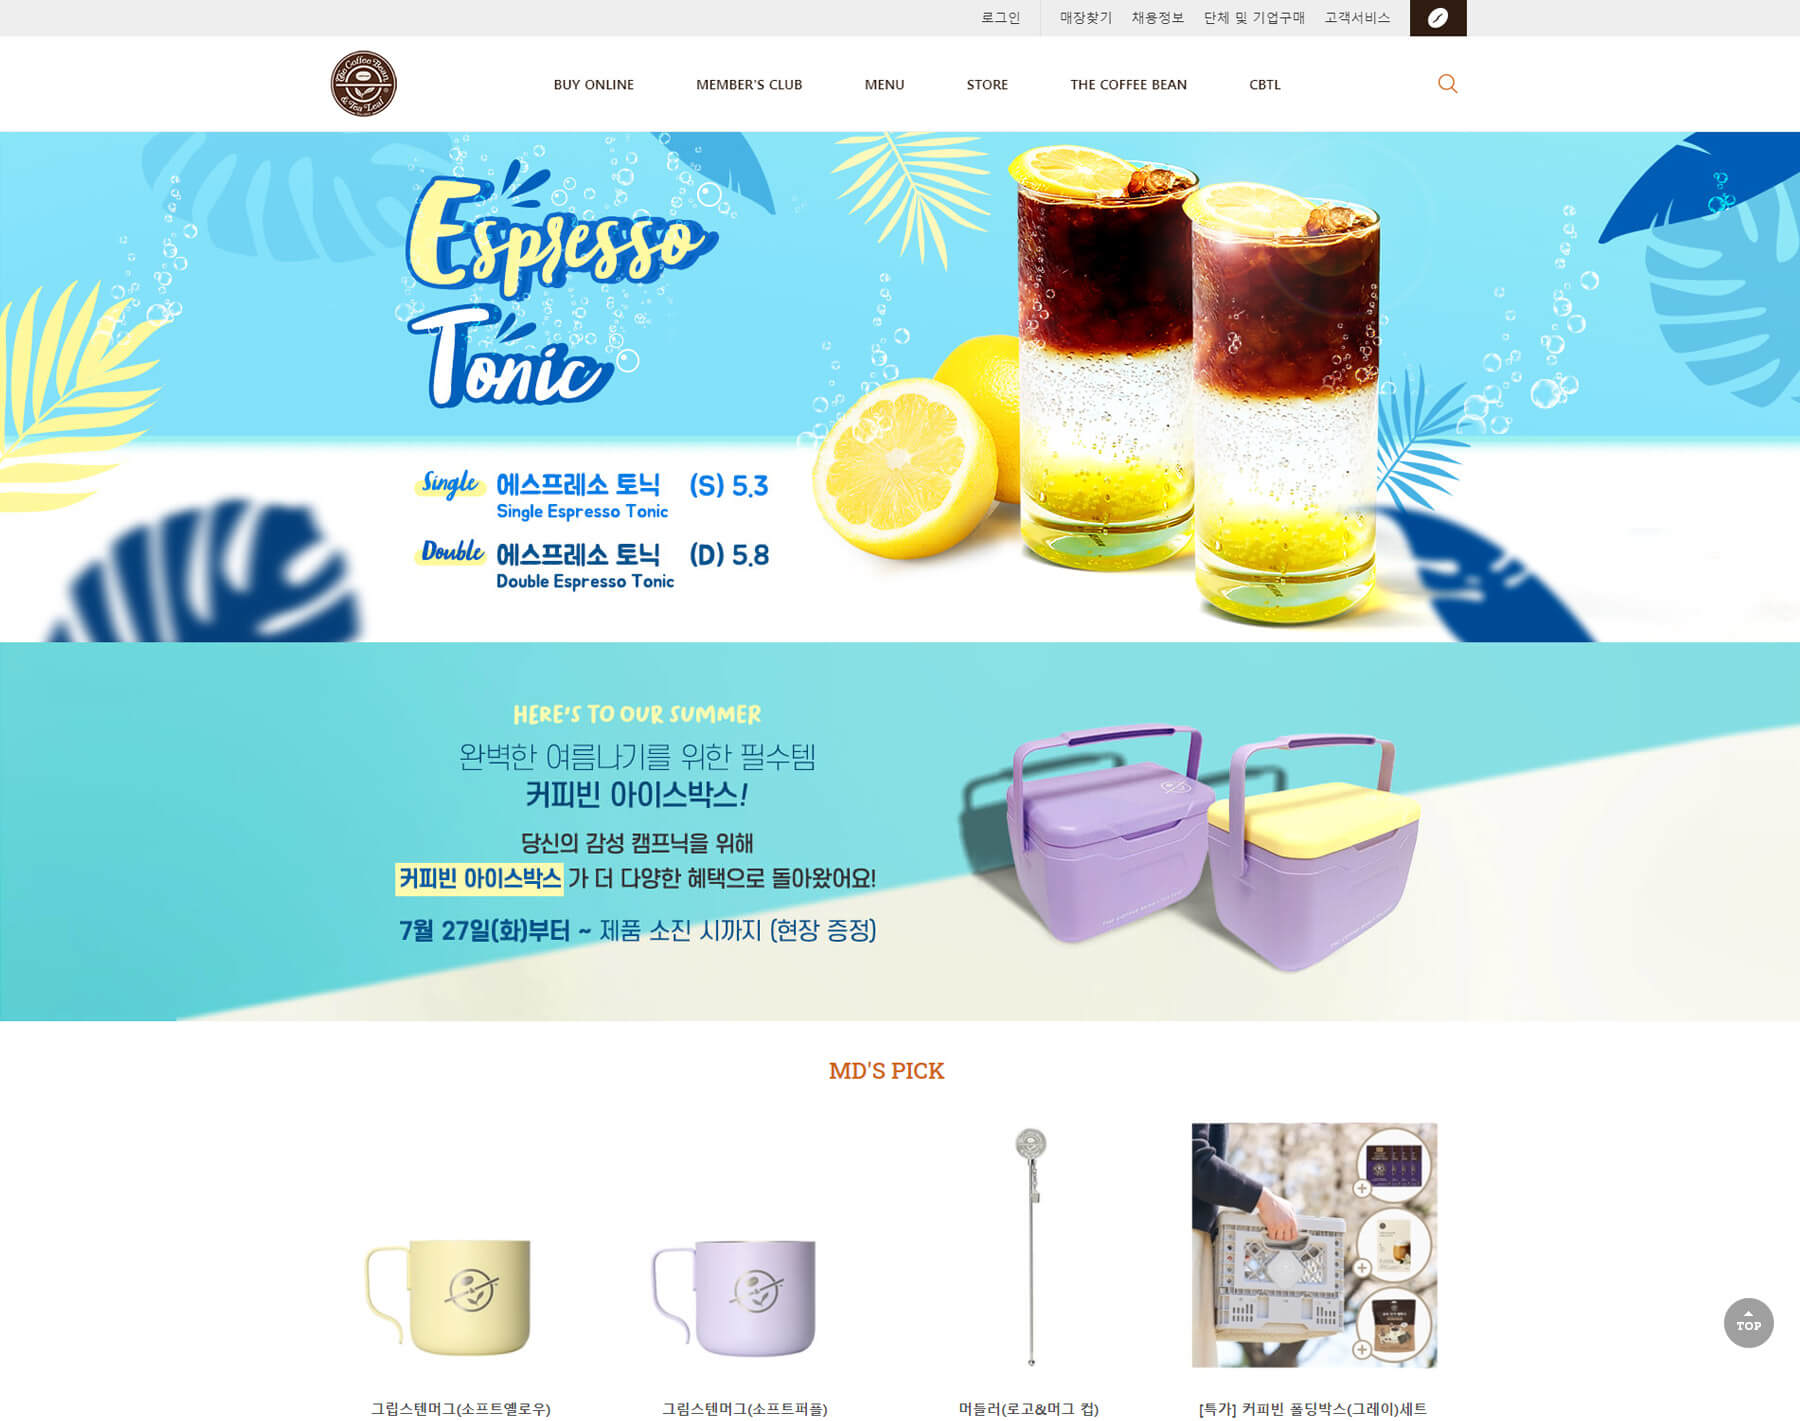 로그인 매장찾기 채용정보 단체 및 기업구매 고객서비스
The Coffee Bean & Tea Leaf
BUY ONLINE MEMBER'S CLUB MENU STORE THE COFFEE BEAN CBTL
Espresso
Tonic
Single 에스프레소 토닉 (S) 5.3
Single Espresso Tonic
Double 에스프레소 토닉 (D) 5.8
Double Espresso Tonic
HERE'S TO OUR SUMMER
완벽한 여름나기를 위한 필수템
커피빈 아이스박스!
당신의 감성 캠프닉을 위해
커피빈 아이스박스 가 더 다양한 혜택으로 돌아왔어요!
7월 27일(화)부터 ~ 제품 소진 시까지 (현장 증정)
MD'S PICK
TOP
그립스텐머그(소프트옐로우) 그림스텐머그(소프트퍼플) 머들러(로고&머그 컵) [특가] 커피빈 폴딩박스(그레이)세트